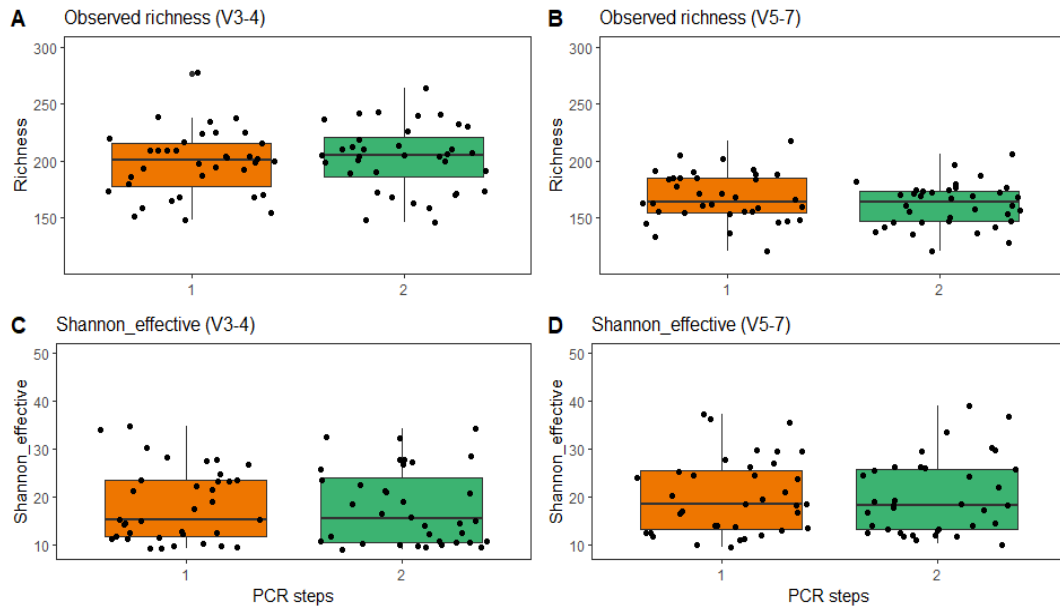 A Observed richness (V3-4)
Richness
300
250
200
150
1 2
B Observed richness (V5-7)
Richness
300
250
200
150
1 2
C Shannon_effective (V3-4)
Shannon_effective
50
40
30
20
10
1 2
PCR steps
D Shannon_effective (V5-7)
Shannon_effective
50
40
30
20
10
1 2
PCR steps